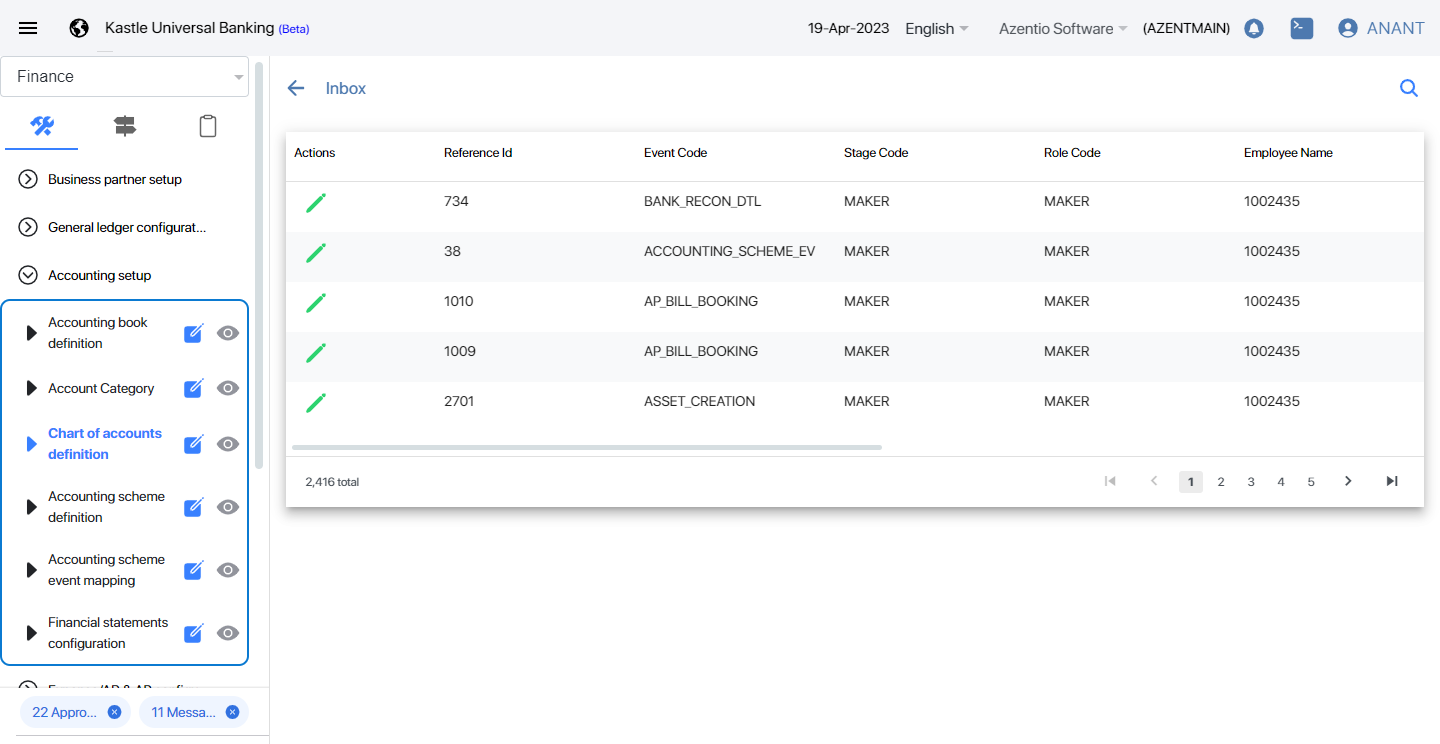 Kastle Universal Banking (Beta)
19-Apr-2023
English
Azentio Software
(AZENTMAIN)
ANANT
Finance
Business partner setup
General ledger configurat...
Accounting setup
Accounting book
definition
Account Category
Chart of accounts
definition
Accounting scheme
definition
Accounting scheme
event mapping
Financial statements
configuration
22 Appro...
11 Messa...
Inbox
Actions Reference Id Event Code Stage Code Role Code Employee Name
734 BANK_RECON_DTL MAKER MAKER 1002435
38 ACCOUNTING_SCHEME_EV MAKER MAKER 1002435
1010 AP_BILL_BOOKING MAKER MAKER 1002435
1009 AP_BILL_BOOKING MAKER MAKER 1002435
2701 ASSET_CREATION MAKER MAKER 1002435
2,416 total
1 2 3 4 5